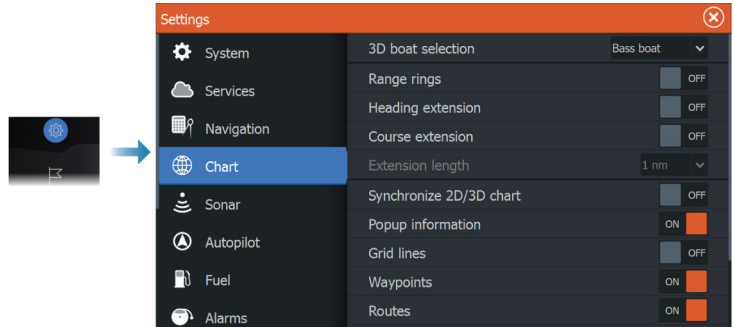 Settings
System
Services
Navigation
Chart
Sonar
Autopilot
Fuel
Alarms
3D boat selection Bass boat
Range rings OFF
Heading extension OFF
Course extension OFF
Extension length 1 nm
Synchronize 2D/3D chart OFF
Popup information ON
Grid lines OFF
Waypoints ON
Routes ON